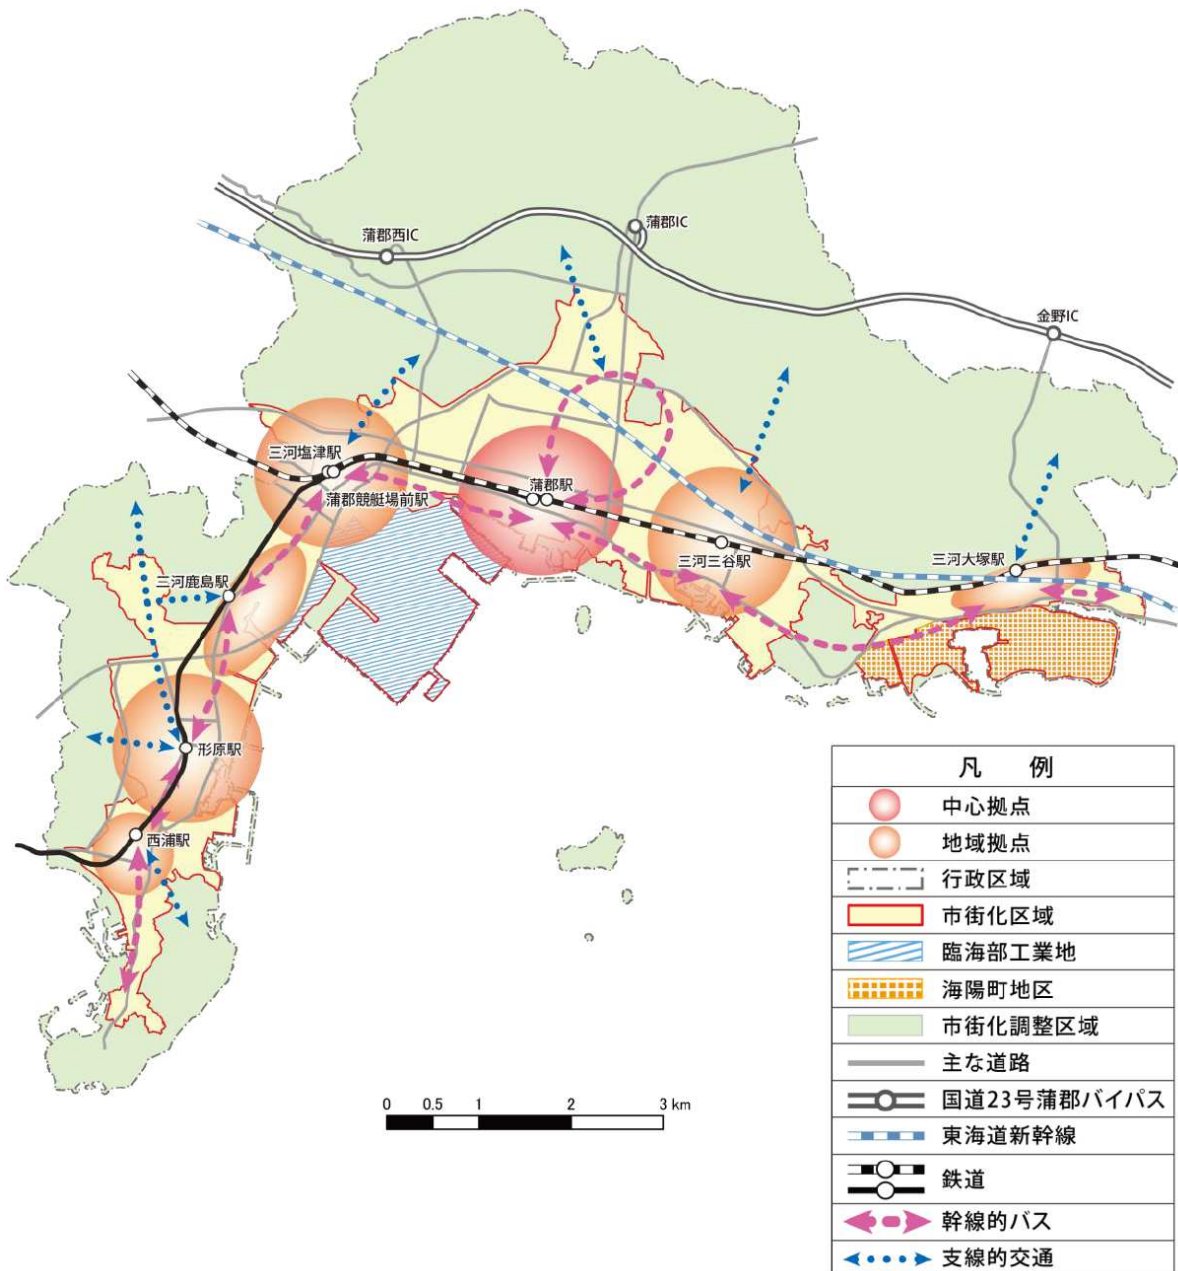 蒲郡IC
蒲郡西IC
金野IC
三河塩津駅
蒲郡駅
蒲郡競艇場前駅
三河三谷駅
三河大塚駅
三河鹿島駅
形原駅
西浦駅
0 0.5 1 2 3 km
凡 例
中心拠点
地域拠点
行政区域
市街化区域
臨海部工業地
海陽町地区
市街化調整区域
主な道路
国道23号蒲郡バイパス
東海道新幹線
鉄道
幹線的バス
支線的交通